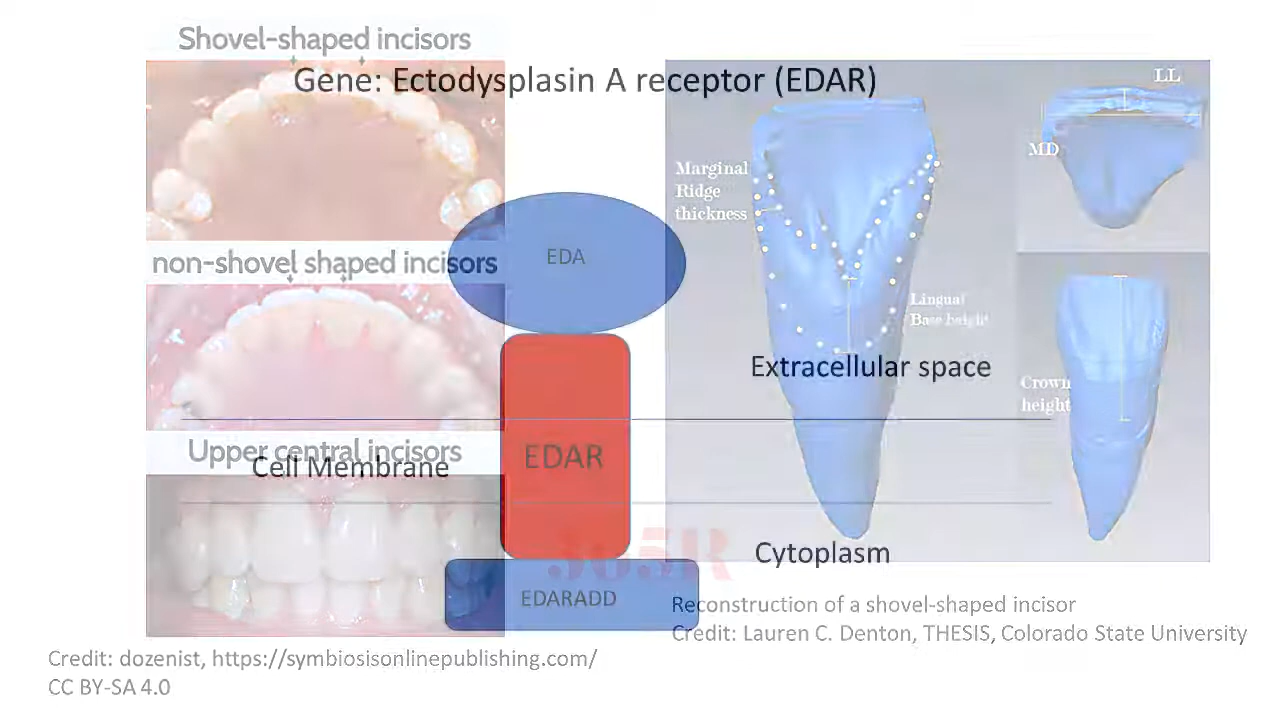 Shovel-shaped incisors
Gene: Ectodysplasin A receptor (EDAR)
LL
MD
Marginal
Ridge
thickness
EDA
non-shovel shaped incisors
Lingual
Base height
Extracellular space
Crown
height
Upper central incisors
Cell Membrane
EDAR
Cytoplasm
EDARADD
Reconstruction of a shovel-shaped incisor
Credit: Lauren C. Denton, THESIS, Colorado State University
Credit: dozenist, https://symbiosisonlinepublishing.com/
CC BY-SA 4.0